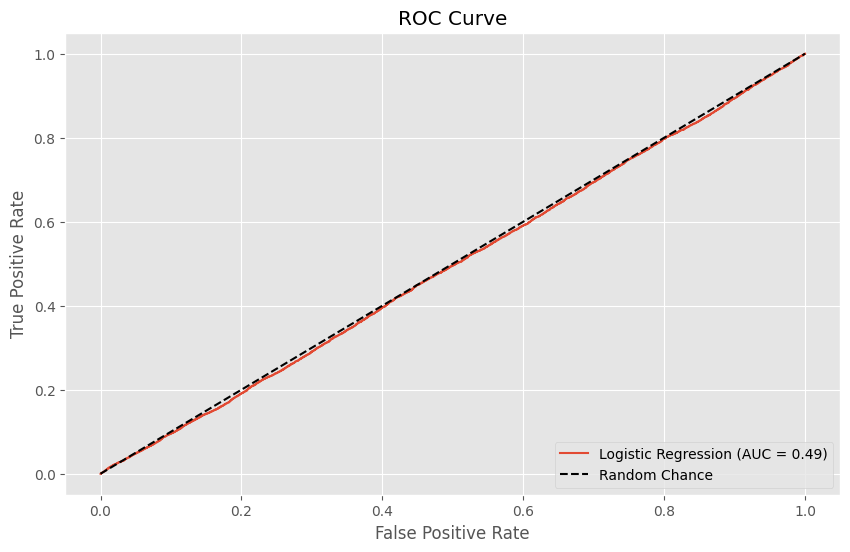 ROC Curve
1.0
0.8
0.6
0.4
0.2
0.0
True Positive Rate
0.0 0.2 0.4 0.6 0.8 1.0
False Positive Rate
Logistic Regression (AUC = 0.49)
Random Chance